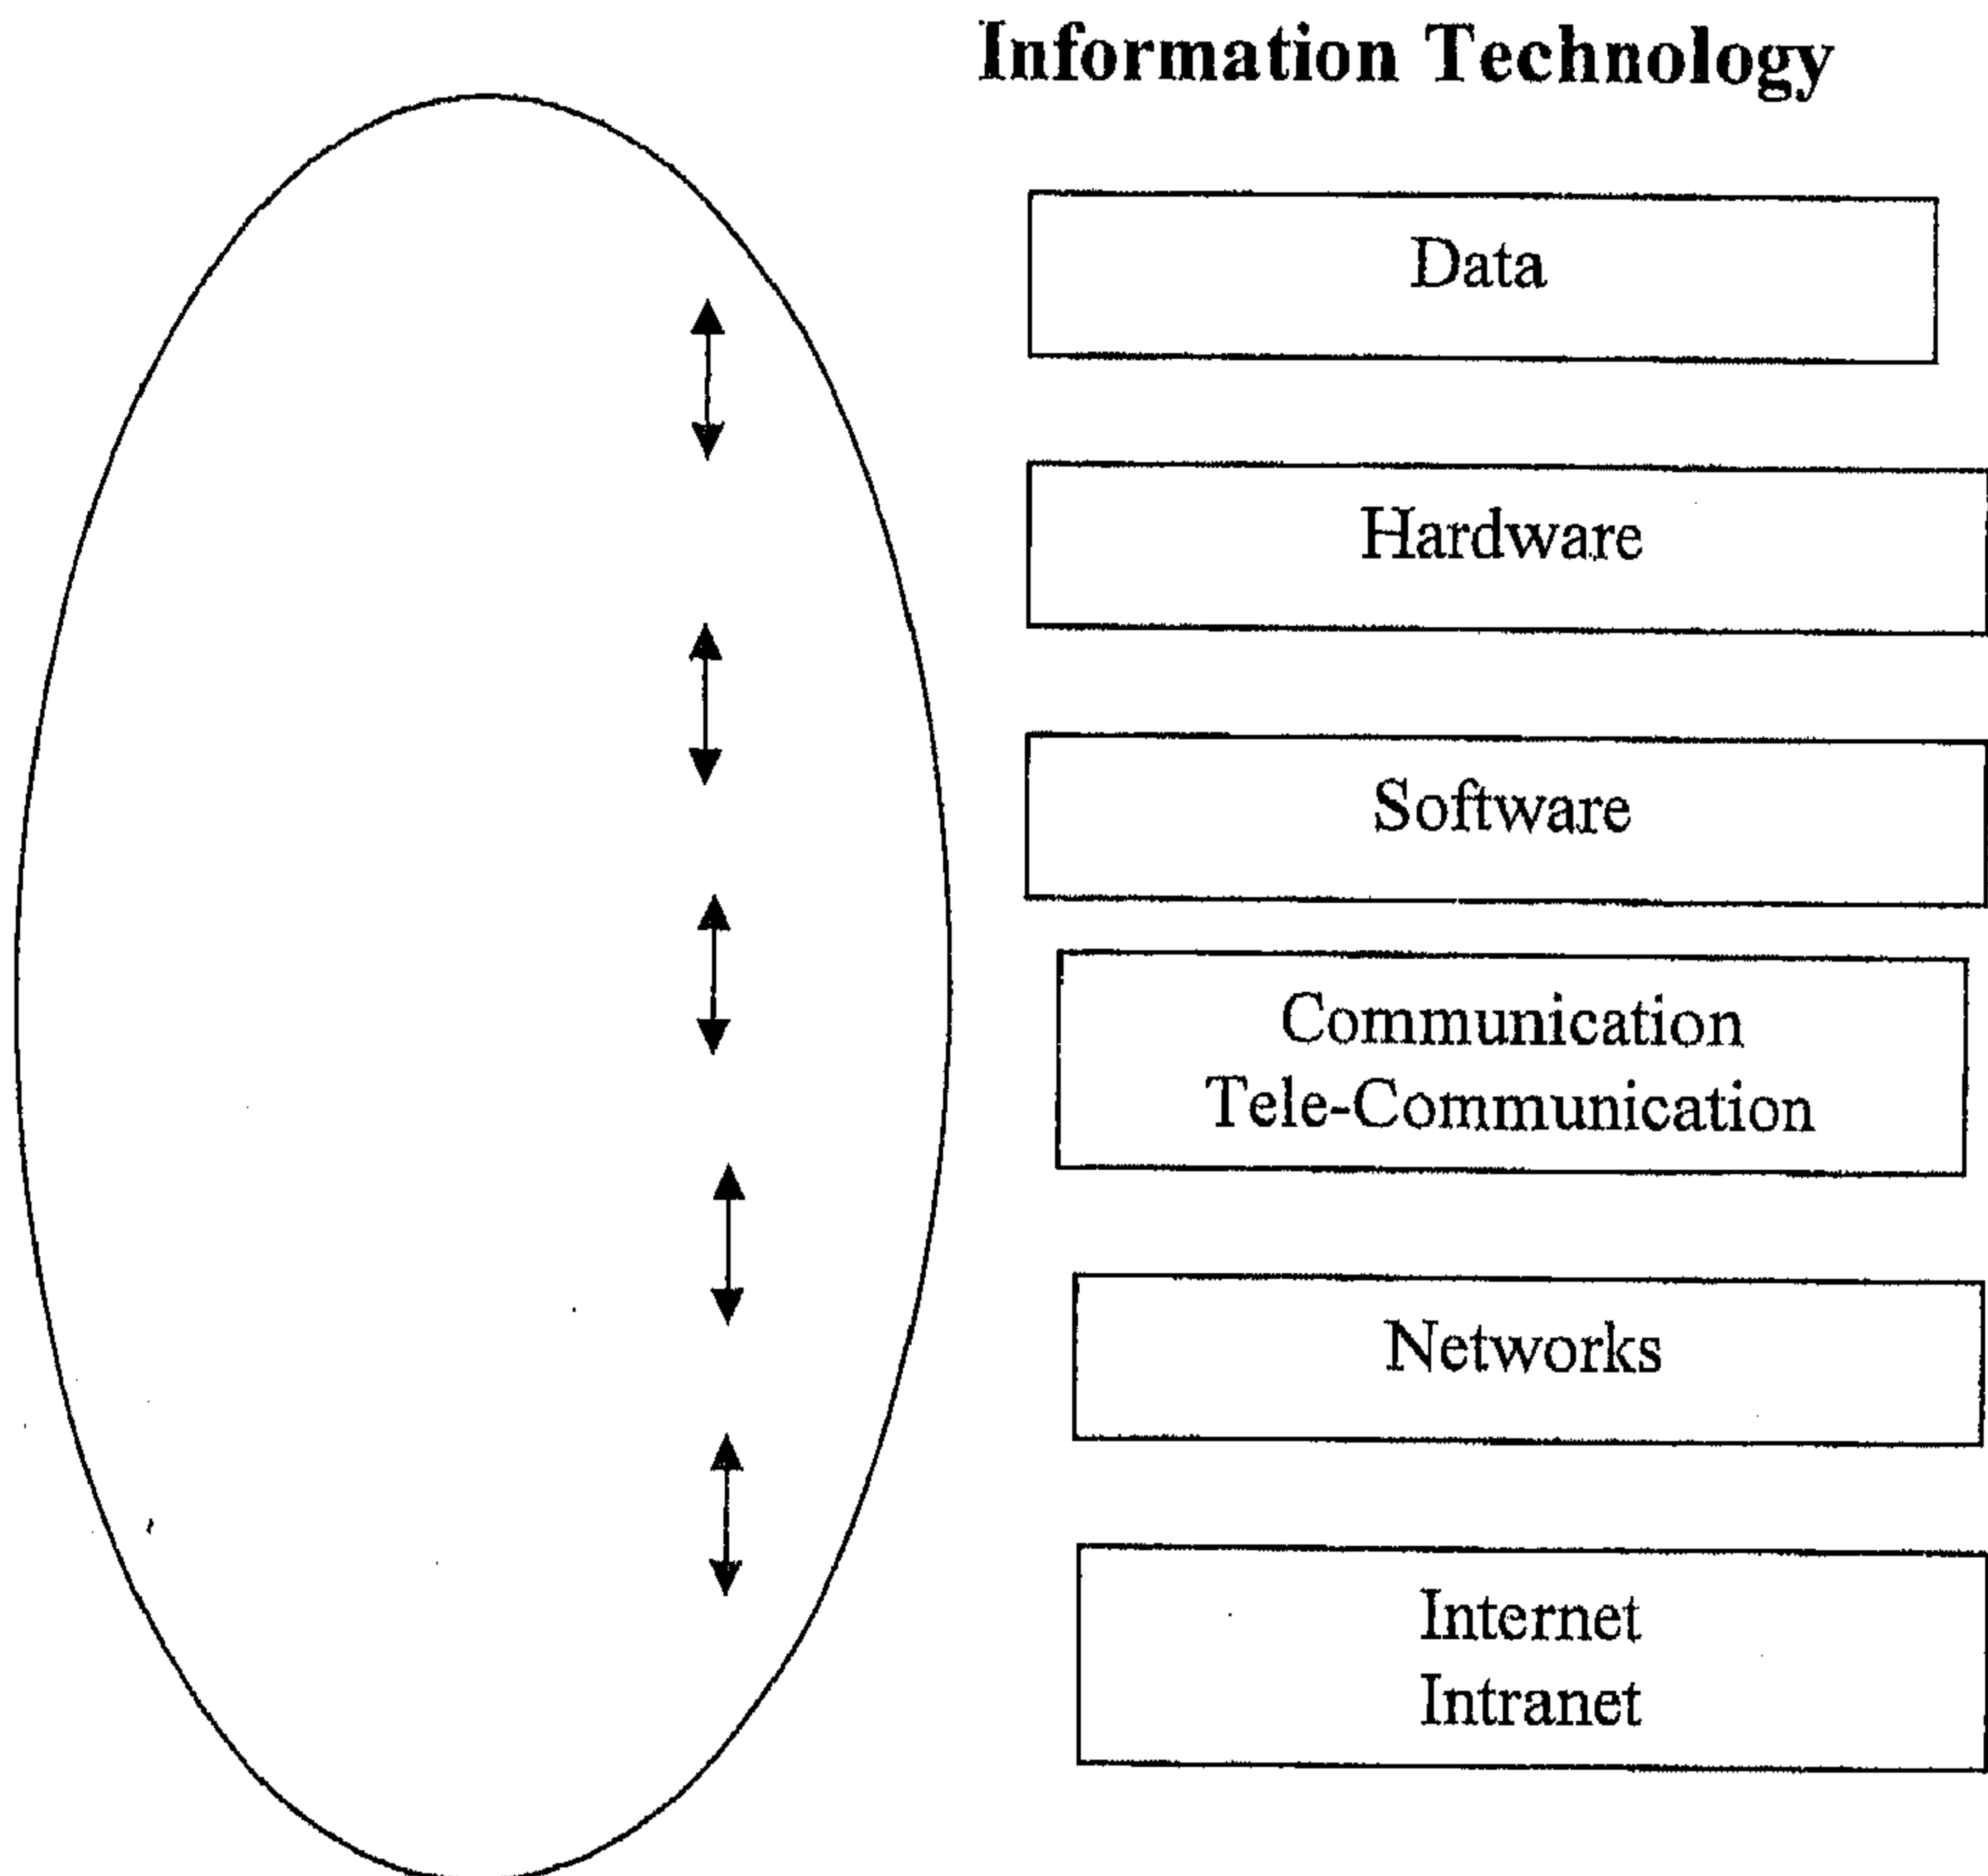 Information Technology
Data
Hardware
Software
Communication
Tele-Communication
Networks
Internet
Intranet